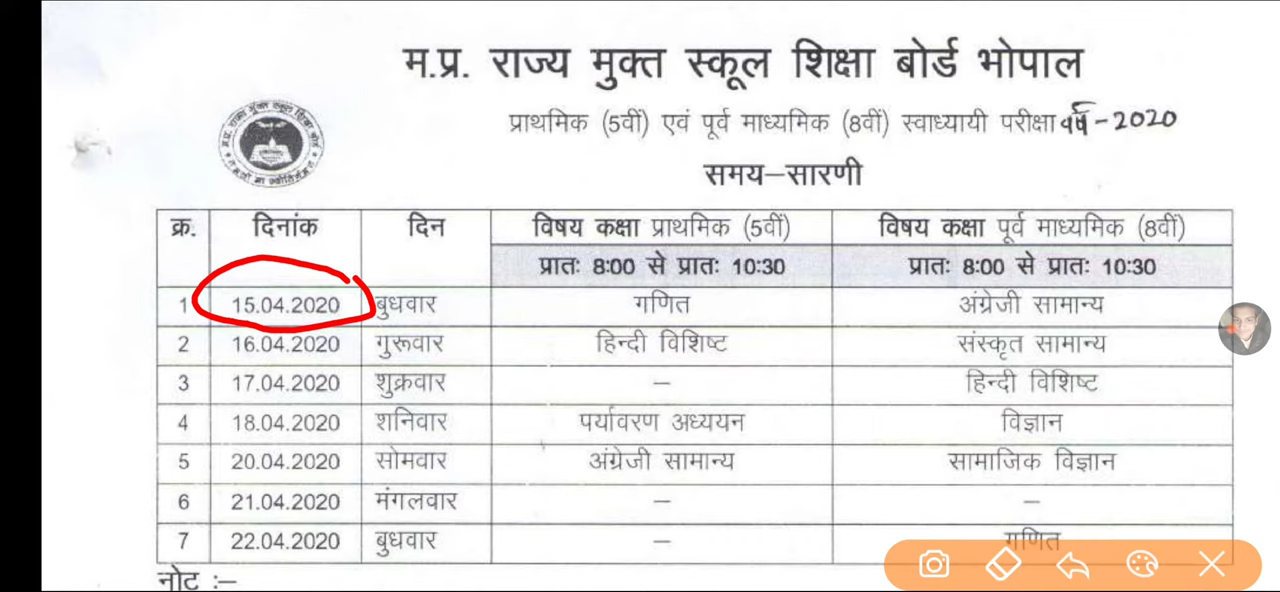 म.प्र. राज्य मुक्त स्कूल शिक्षा बोर्ड भोपाल
प्राथमिक (5वीं) एवं पूर्व माध्यमिक (8वीं) स्वाध्यायी परीक्षा वर्ष-2020
समय–सारणी
क्र. दिनांक दिन विषय कक्षा प्राथमिक (5वीं) विषय कक्षा पूर्व माध्यमिक (8वीं)
प्रातः 8:00 से प्रातः 10:30 प्रातः 8:00 से प्रातः 10:30
1 15.04.2020 बुधवार गणित अंग्रेजी सामान्य
2 16.04.2020 गुरूवार हिन्दी विशिष्ट संस्कृत सामान्य
3 17.04.2020 शुक्रवार – हिन्दी विशिष्ट
4 18.04.2020 शनिवार पर्यावरण अध्ययन विज्ञान
5 20.04.2020 सोमवार अंग्रेजी सामान्य सामाजिक विज्ञान
6 21.04.2020 मंगलवार – –
7 22.04.2020 बुधवार – गणित
नोट :–